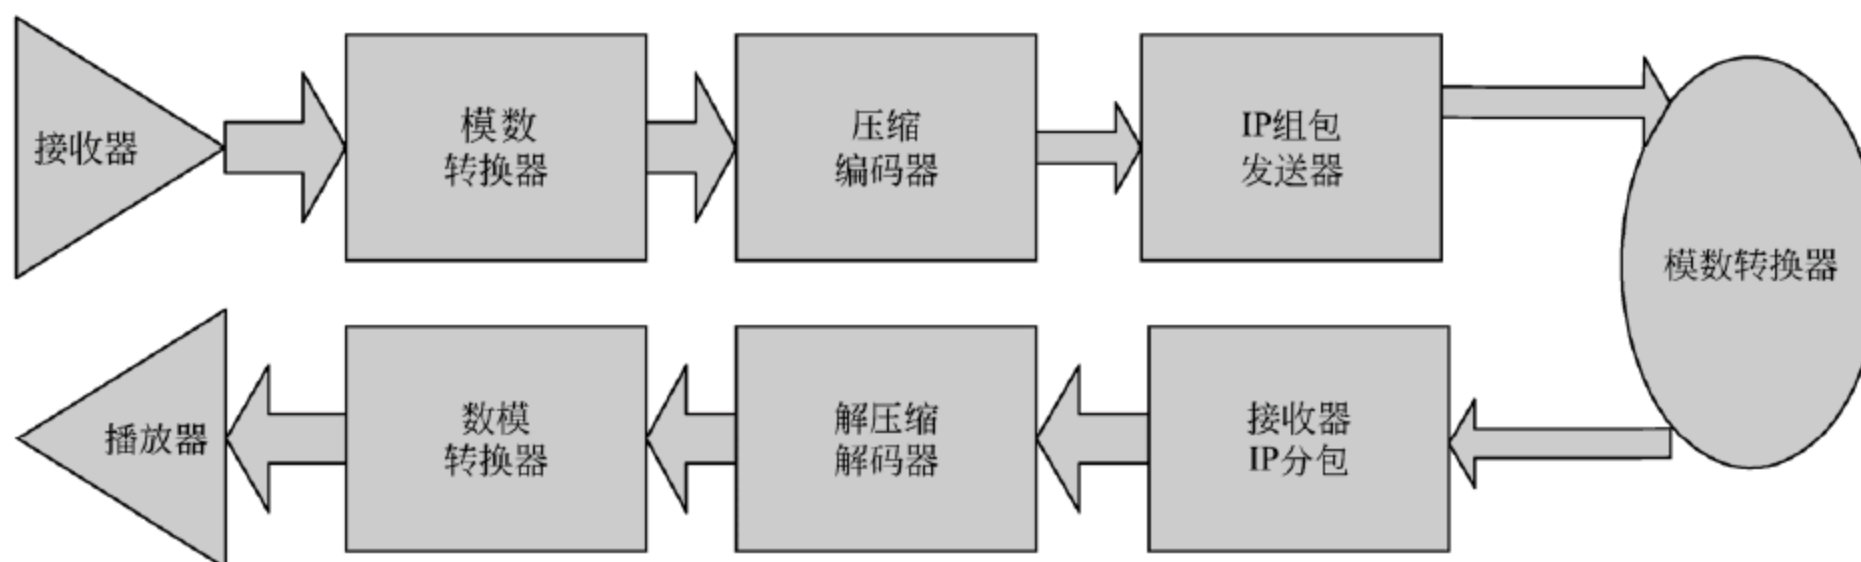 接收器
模数
转换器
压缩
编码器
IP组包
发送器
模数转换器
播放器
数模
转换器
解压缩
解码器
接收器
IP分包